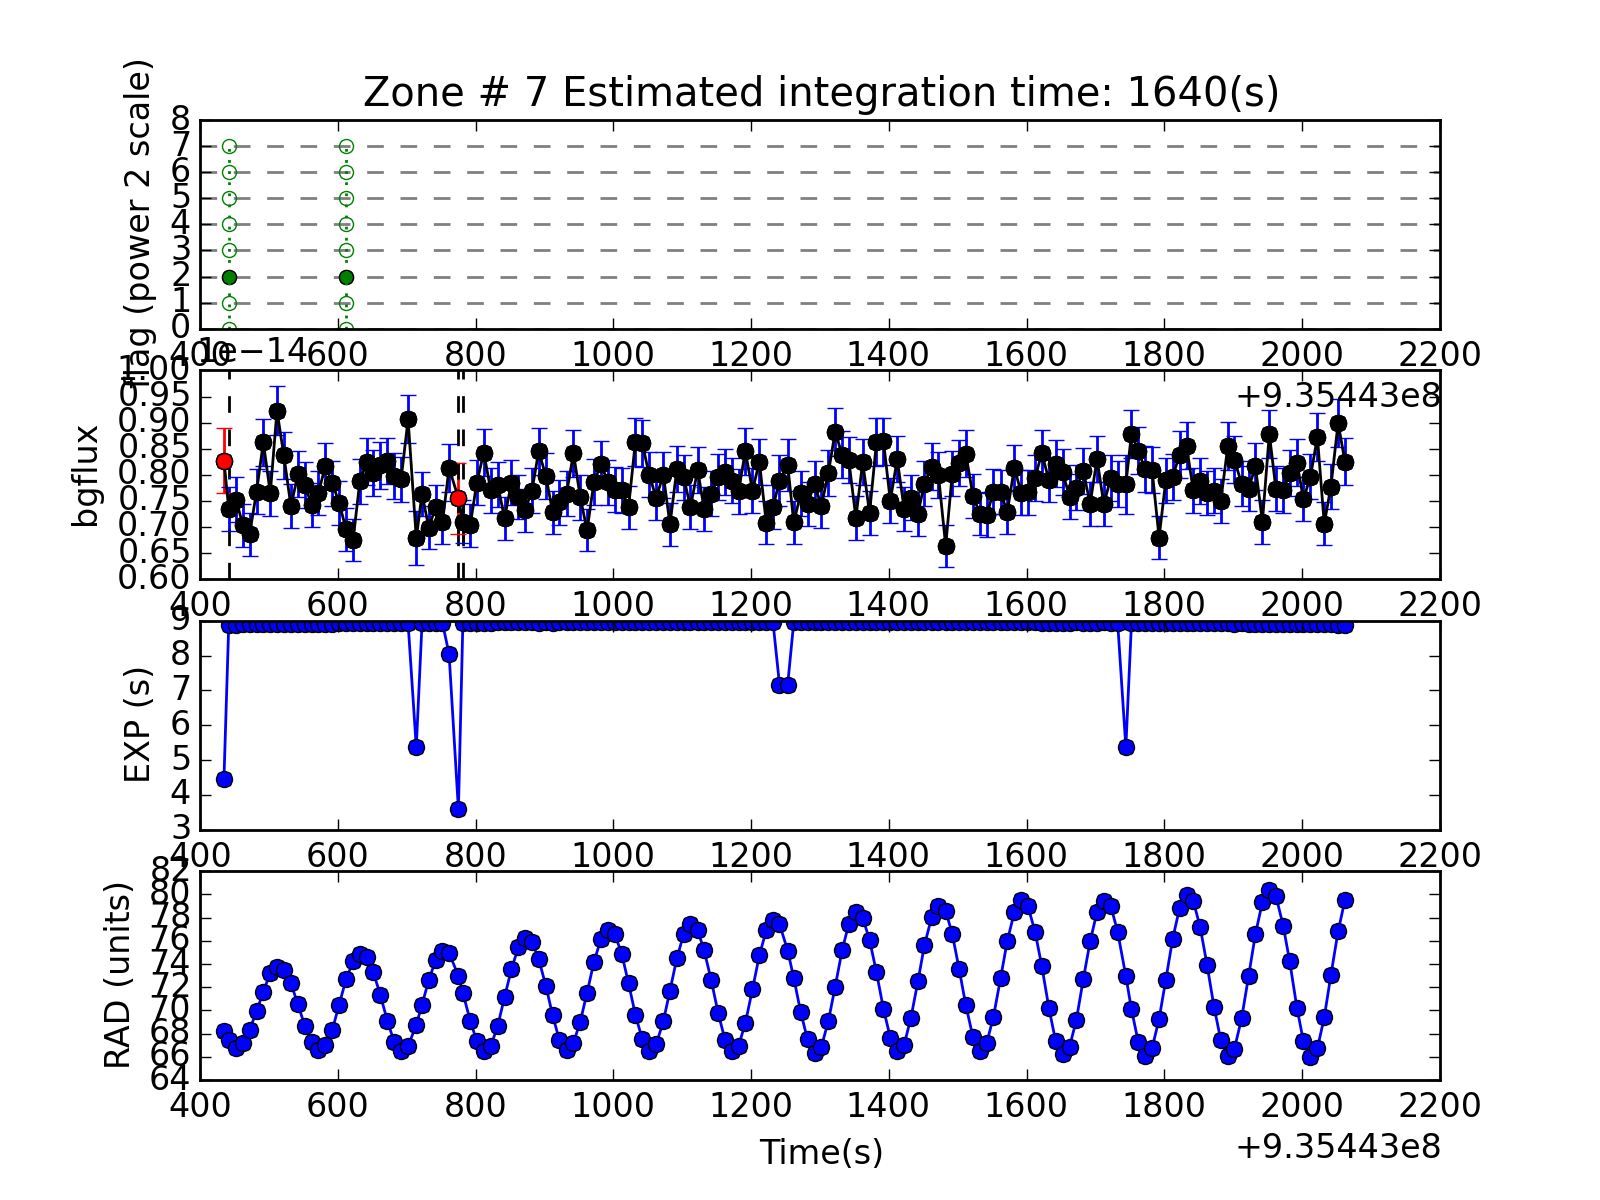 Zone # 7 Estimated integration time: 1640(s)
flag (power 2 scale)
8
7
6
5
4
3
2
1
0
400 600 800 1000 1200 1400 1600 1800 2000 2200
1e−14
+9.35443e8
bgflux
1.00
0.95
0.90
0.85
0.80
0.75
0.70
0.65
0.60
400 600 800 1000 1200 1400 1600 1800 2000 2200
EXP (s)
9
8
7
6
5
4
3
400 600 800 1000 1200 1400 1600 1800 2000 2200
RAD (units)
82
80
78
76
74
72
70
68
66
64
400 600 800 1000 1200 1400 1600 1800 2000 2200
Time(s)
+9.35443e8